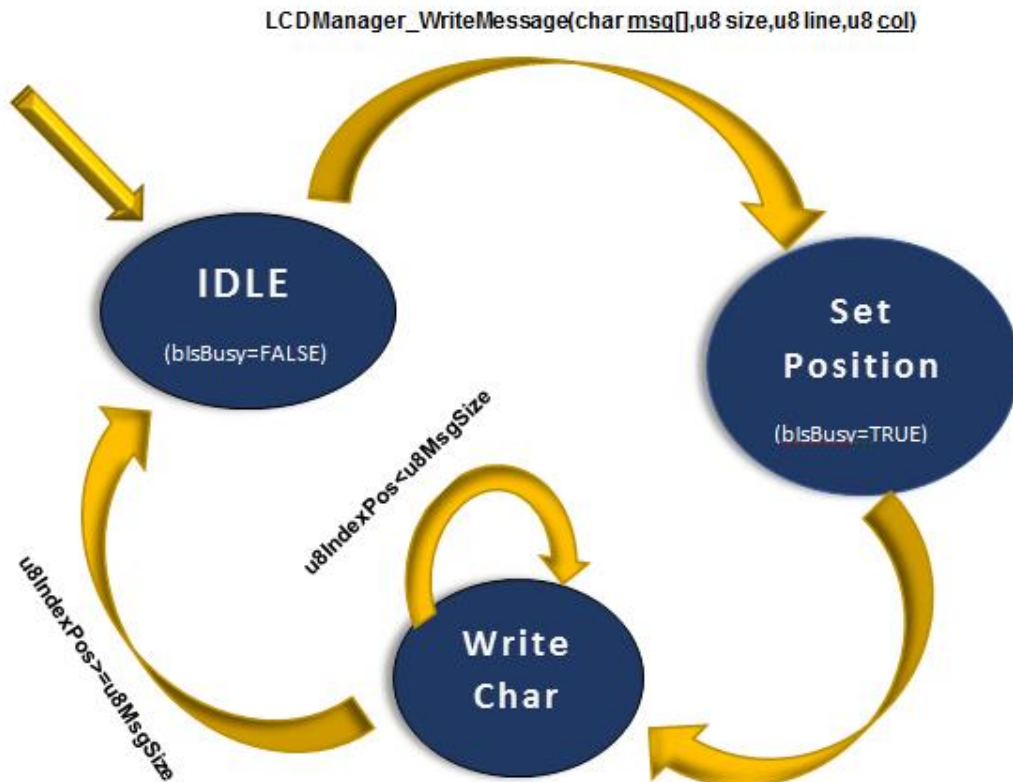 LCDManager_WriteMessage(char msq[],u8 size,u8 line,u8 col)
IDLE
(bIsBusy=FALSE)
Set
Position
(bIsBusy=TRUE)
u8IndexPos<u8MsgSize
Write
Char
u8IndexPos>=u8MsgSize